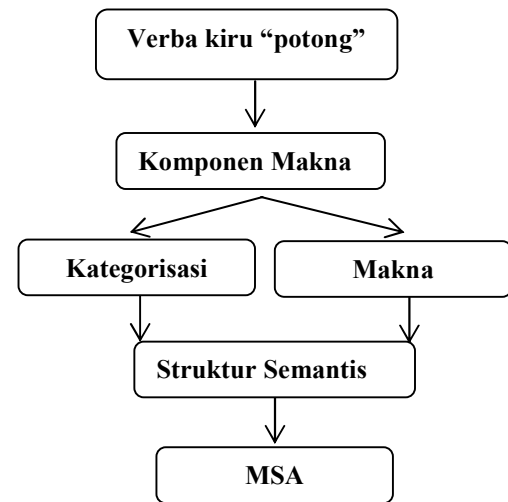 Verba kiru “potong”
Komponen Makna
Kategorisasi
Makna
Struktur Semantis
MSA